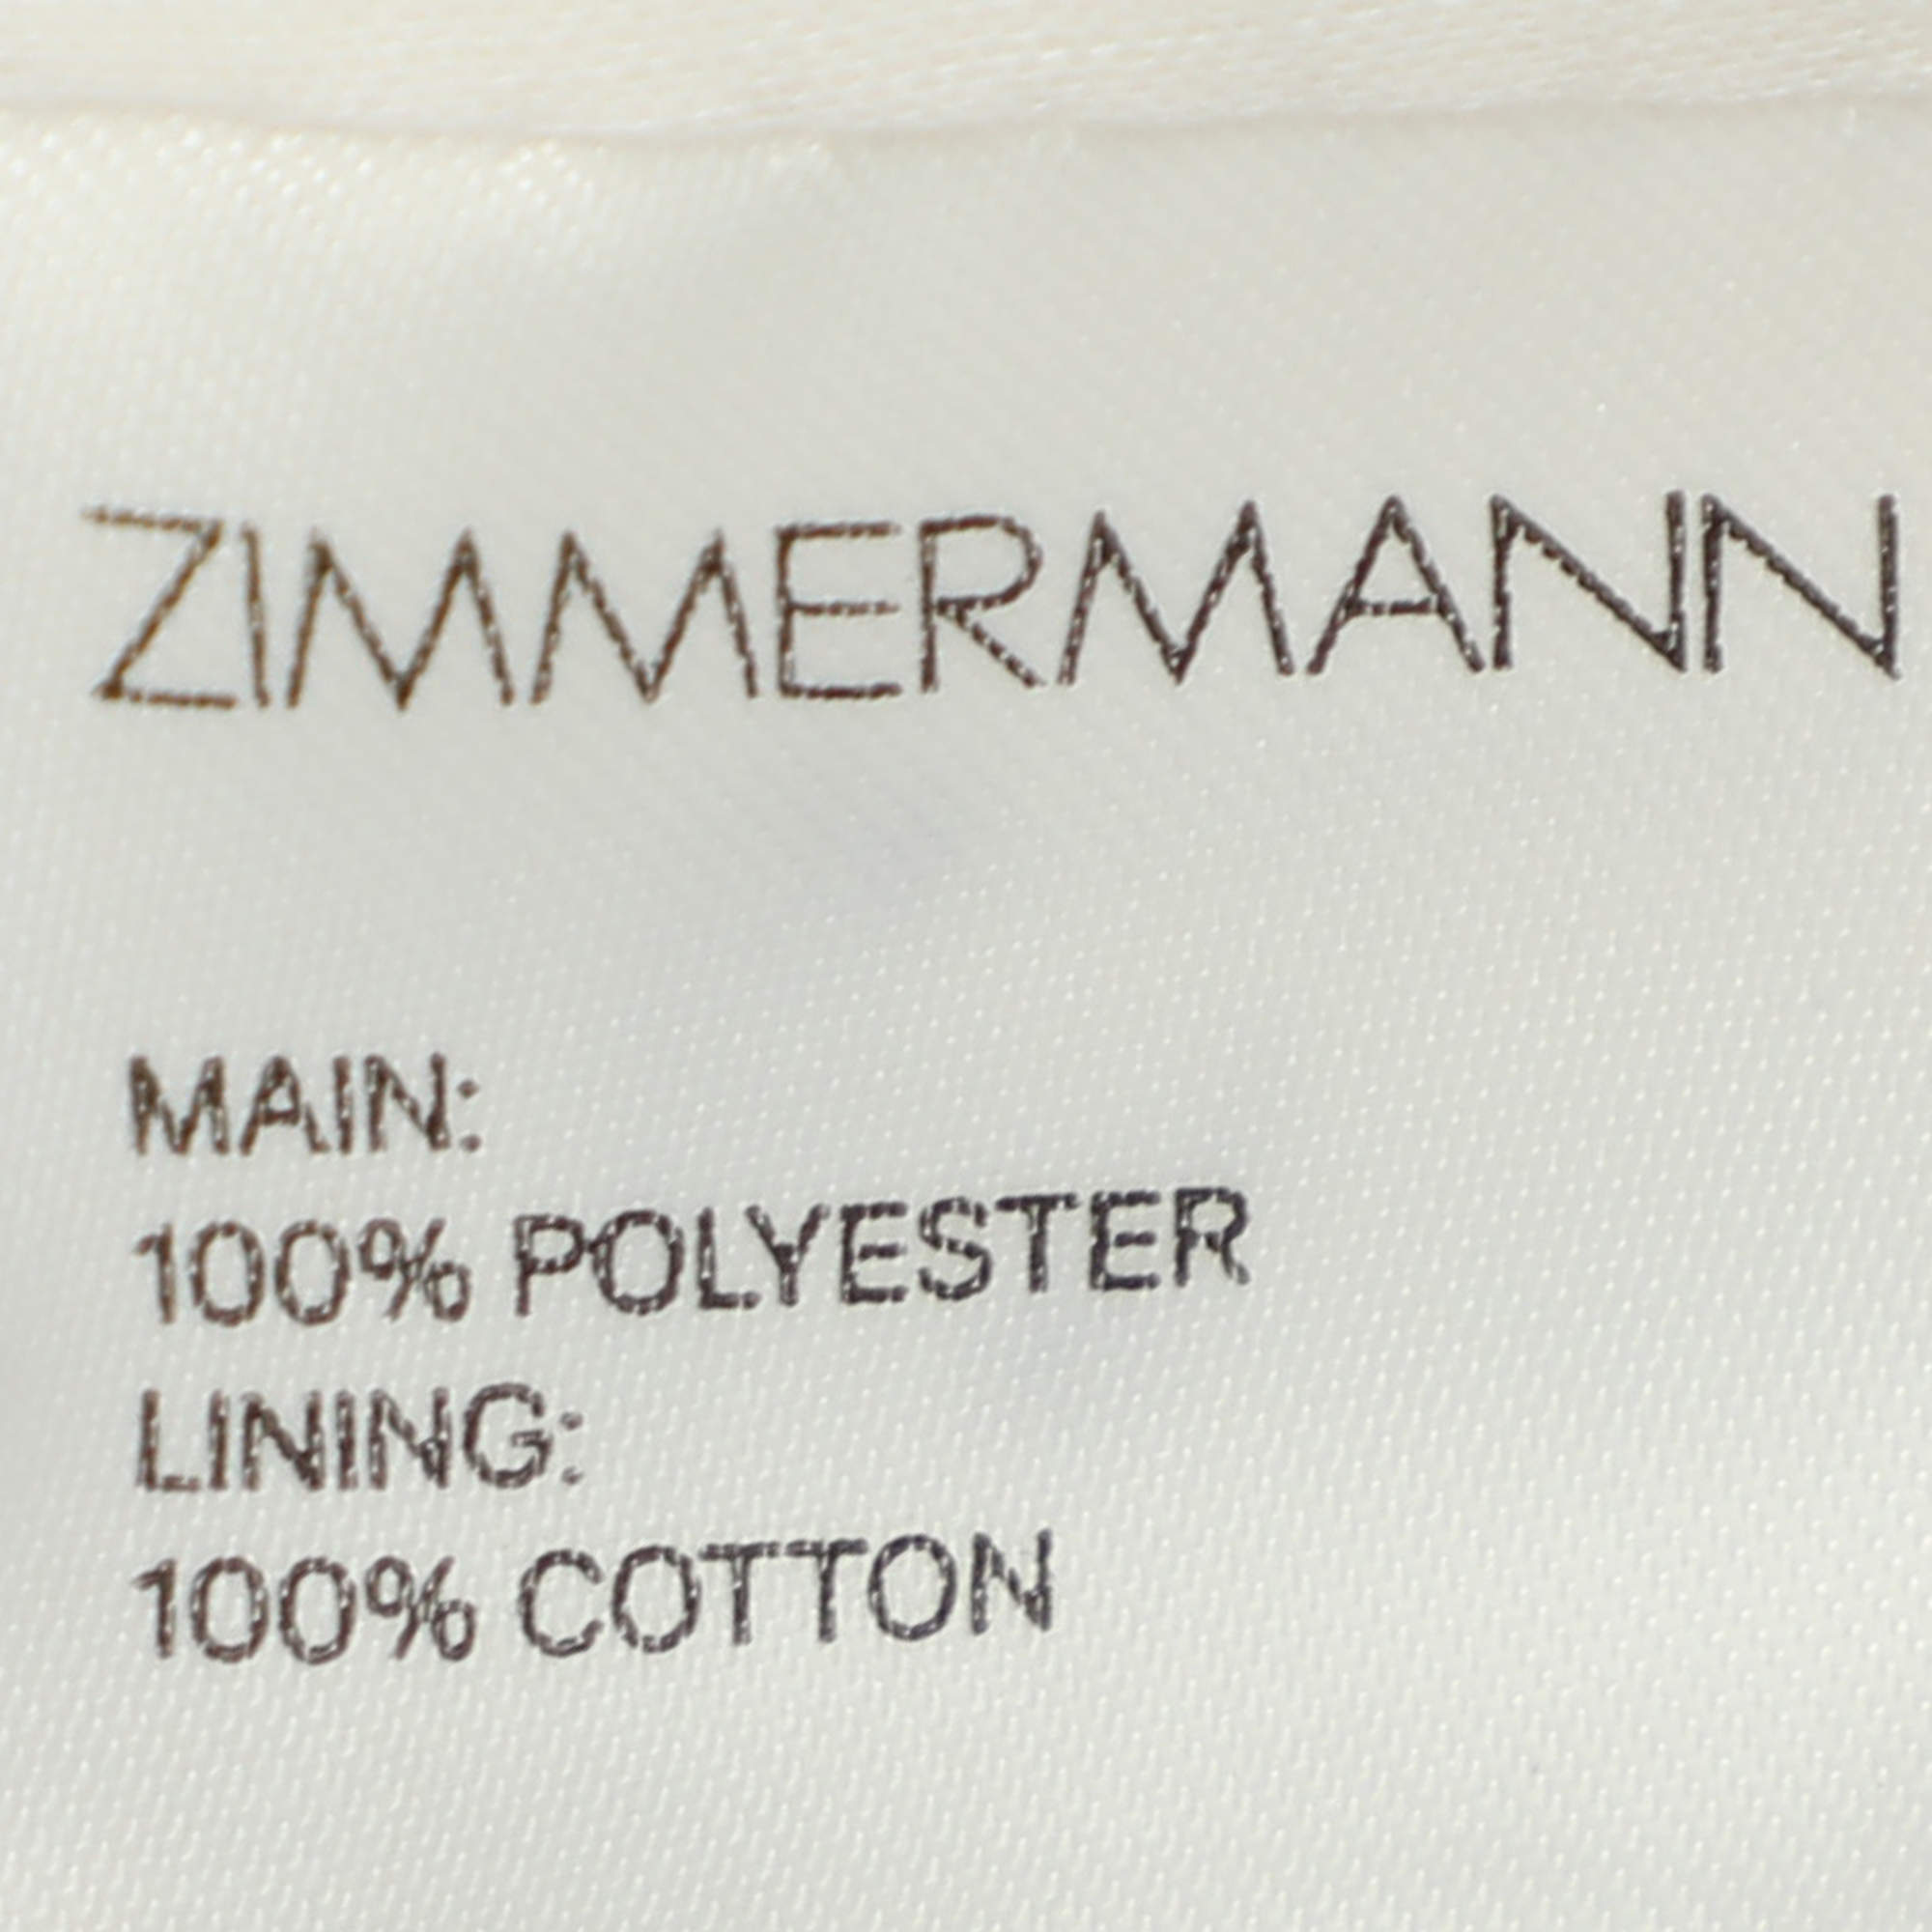 ZIMMERMANN
MAIN:
100% POLYESTER
LINING:
100% COTTON